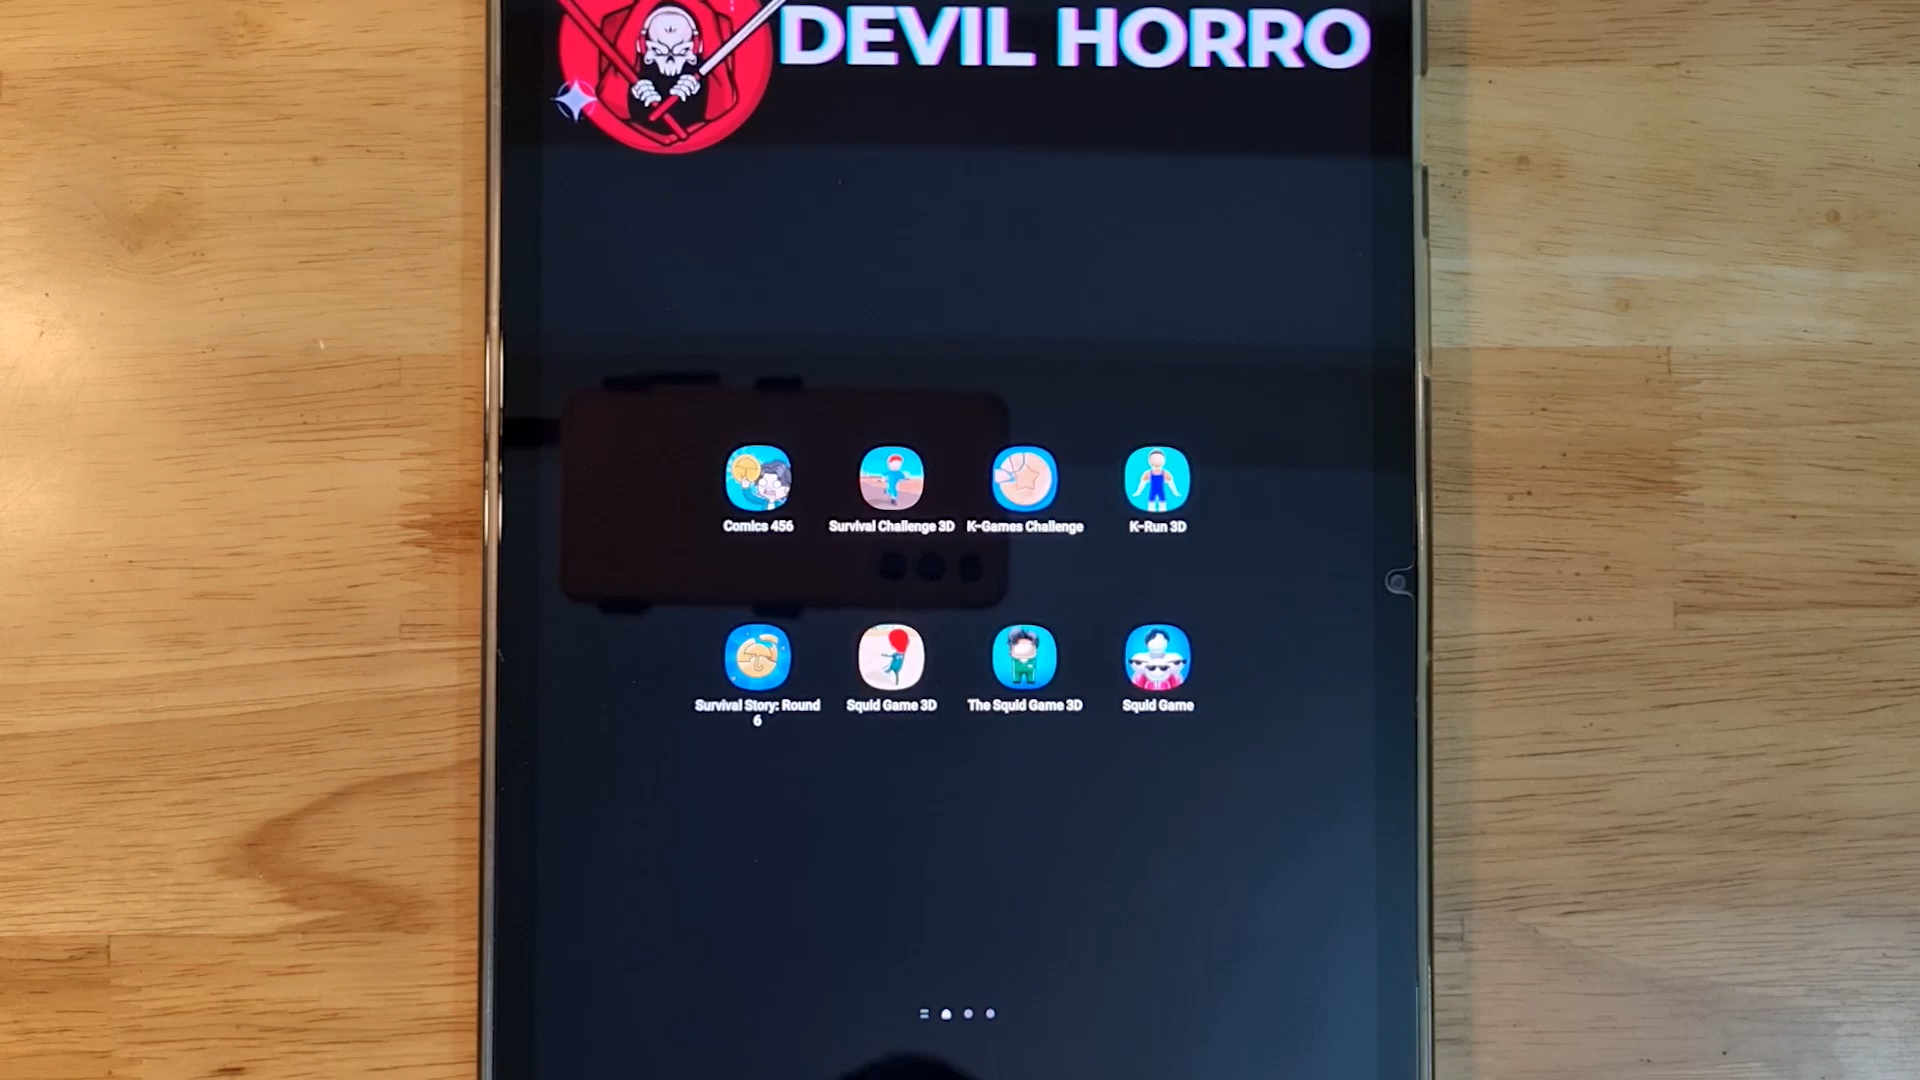 DEVIL HORRO
Comics 456
Survival Challenge 3D
K-Games Challenge
K-Run 3D
Survival Story: Round
6
Squid Game 3D
The Squid Game 3D
Squid Game